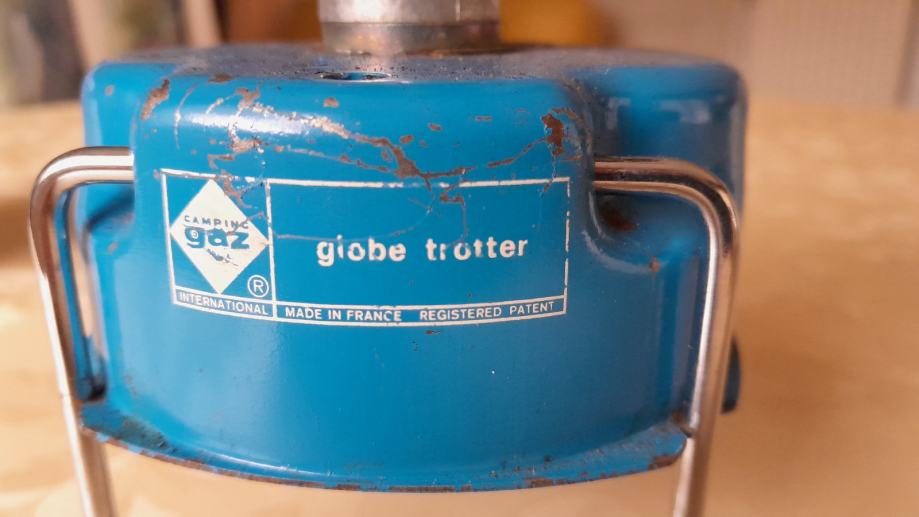 CAMPING
gaz
®
INTERNATIONAL
globe trotter
MADE IN FRANCE REGISTERED PATENT